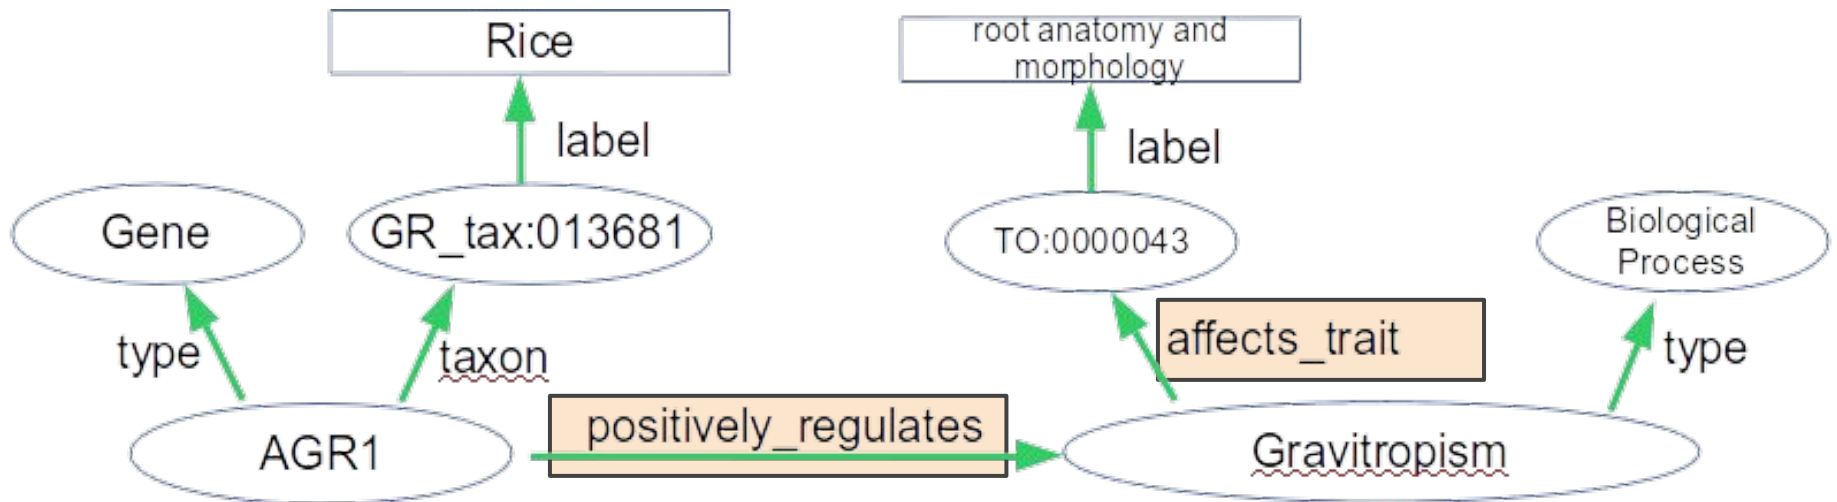 Rice
root anatomy and
morphology
label
label
Gene
GR_tax:013681
TO:0000043
Biological
Process
type
taxon
affects_trait
type
AGR1
positively_regulates
Gravitropism